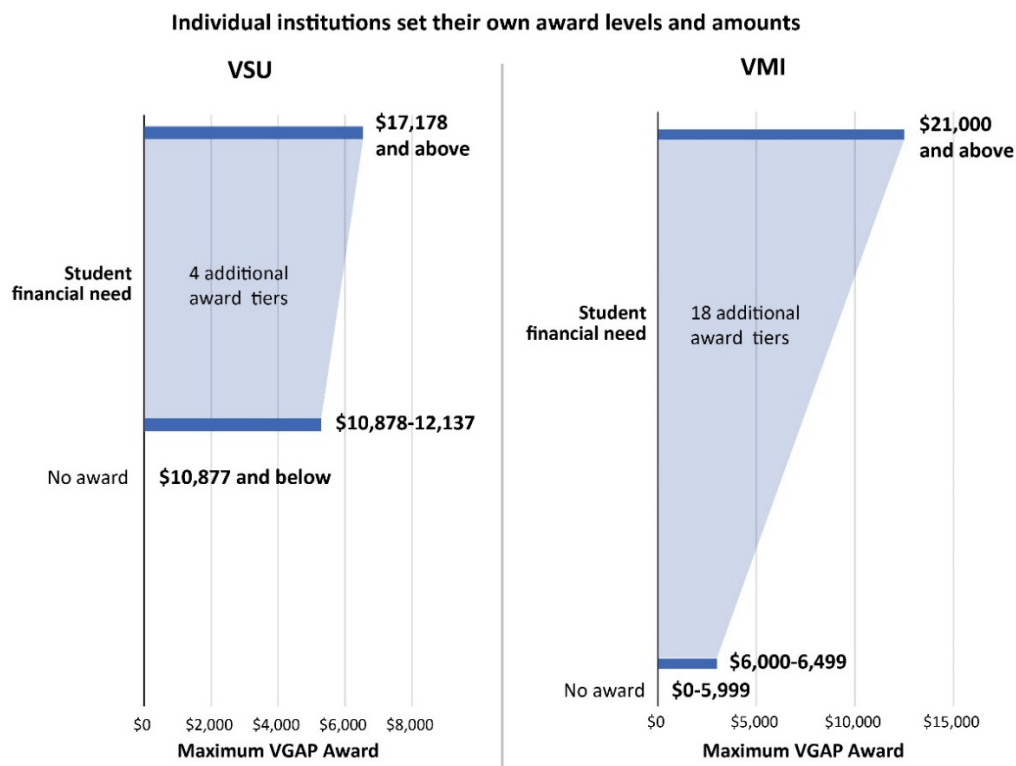 Individual institutions set their own award levels and amounts
VSU
$17,178
and above
Student
financial need
4 additional
award tiers
$10,878-12,137
No award
$10,877 and below
$0
$2,000
$4,000
$6,000
$8,000
Maximum VGAP Award
VMI
$21,000
and above
Student
financial need
18 additional
award tiers
$6,000-6,499
No award
$0-5,999
$0
$5,000
$10,000
$15,000
Maximum VGAP Award